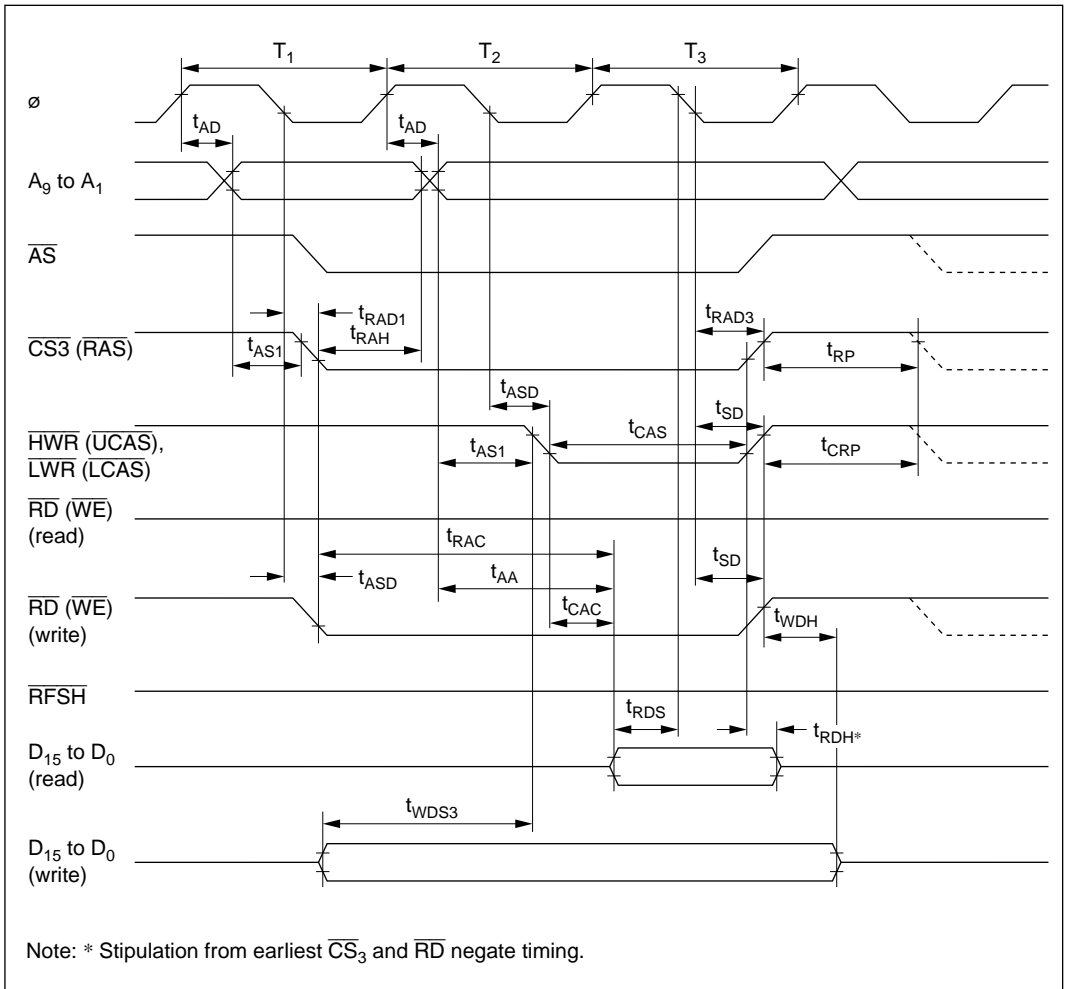 T1 T2 T3
ø
tAD tAD
A9 to A1
AS
tRAD1 tRAD3
tRAH
CS3 (RAS)
tAS1 tRP
tASD
tSD
HWR (UCAS), tCAS
LWR (LCAS) tAS1 tCRP
RD (WE)
(read)
tRAC
tSD
tASD tAA
RD (WE)
(write)
tCAC
tWDH
RFSH
tRDS
tRDH*
D15 to D0
(read)
tWDS3
D15 to D0
(write)
Note: * Stipulation from earliest CS3 and RD negate timing.